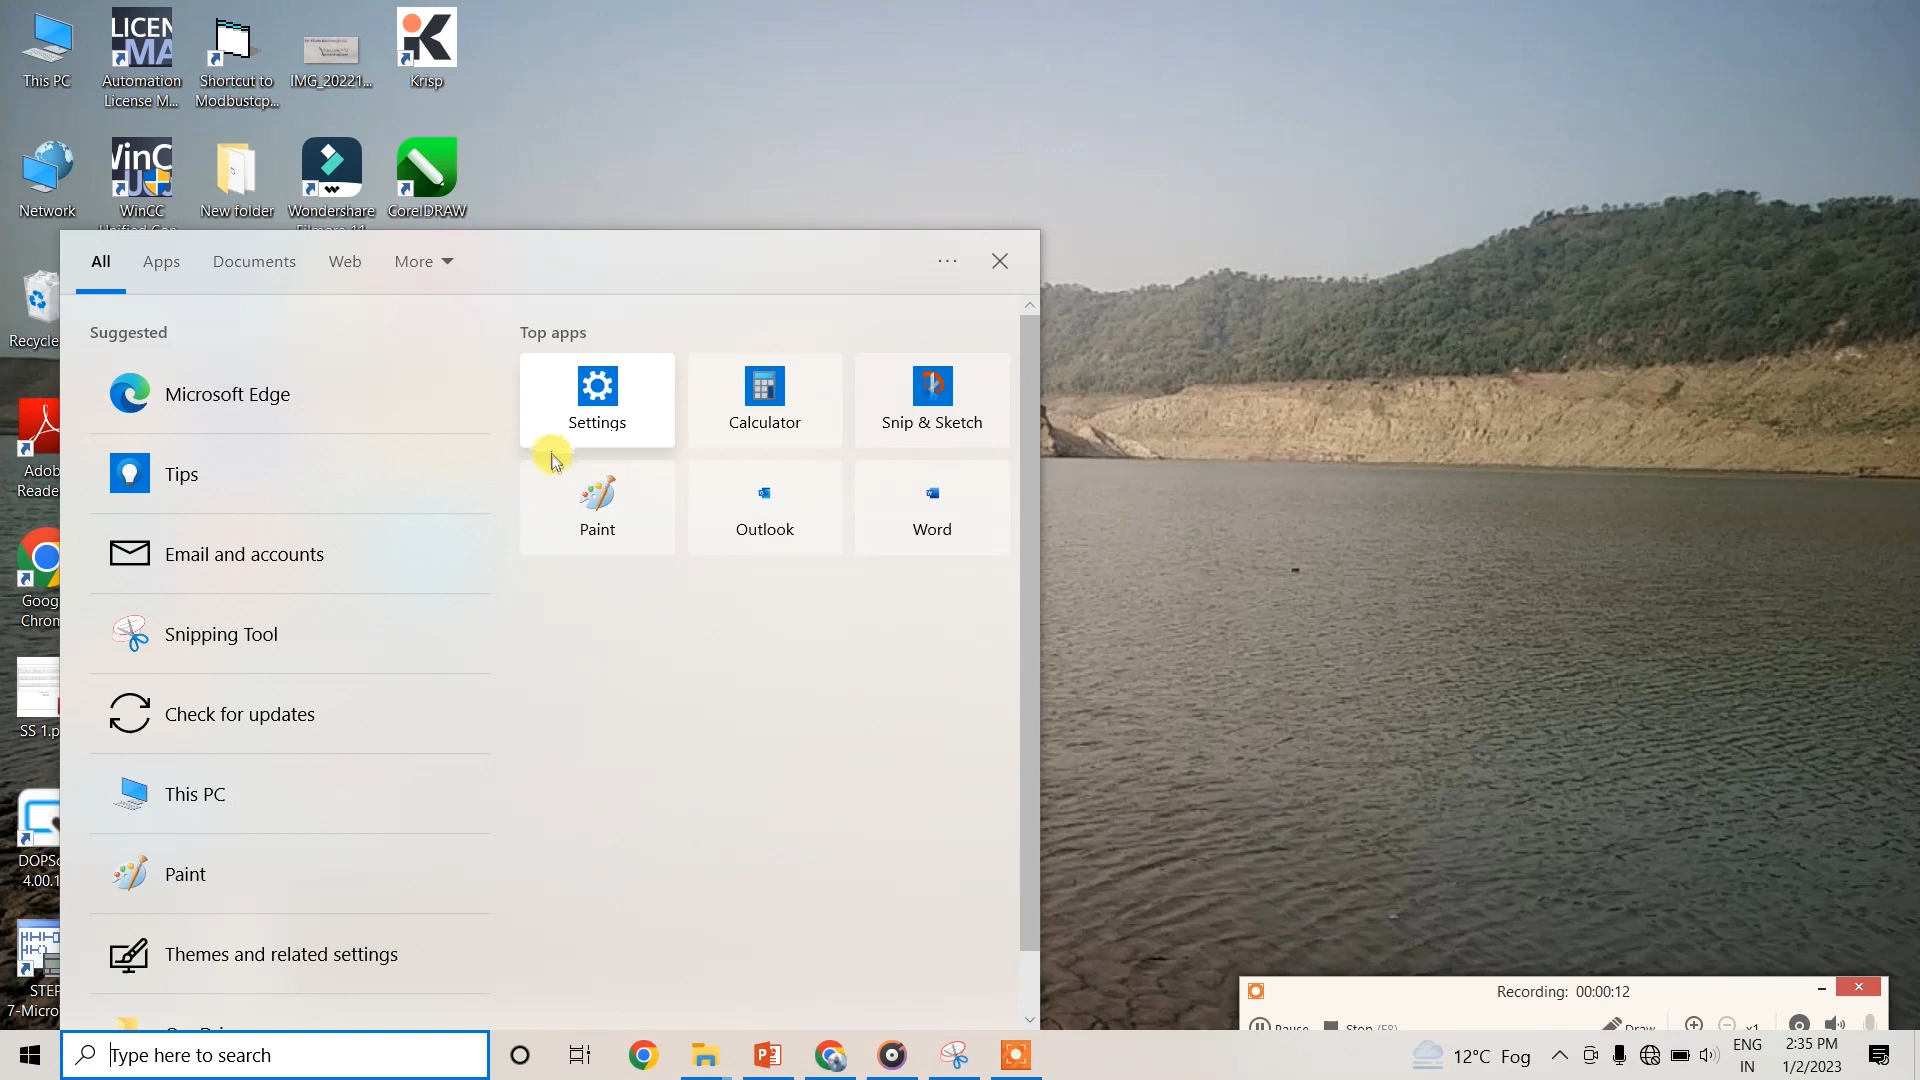 This PC
Automation
License M...
Shortcut to
Modbustcp...
IMG_20221...
Krisp
Network
WinCC
New folder
Wondershare
CorelDRAW
All
Apps
Documents
Web
More
Suggested
Top apps
Recycle
Microsoft Edge
Settings
Calculator
Snip & Sketch
Tips
Paint
Outlook
Word
Adob
Reade
Email and accounts
Goog
Chron
Snipping Tool
Check for updates
SS 1.p
This PC
Paint
DOPSo
4.00.1
Themes and related settings
STEP
7-Micro
Recording: 00:00:12
Pause
Stop (F8)
Draw
x1
Type here to search
12°C Fog
ENG
IN
2:35 PM
1/2/2023